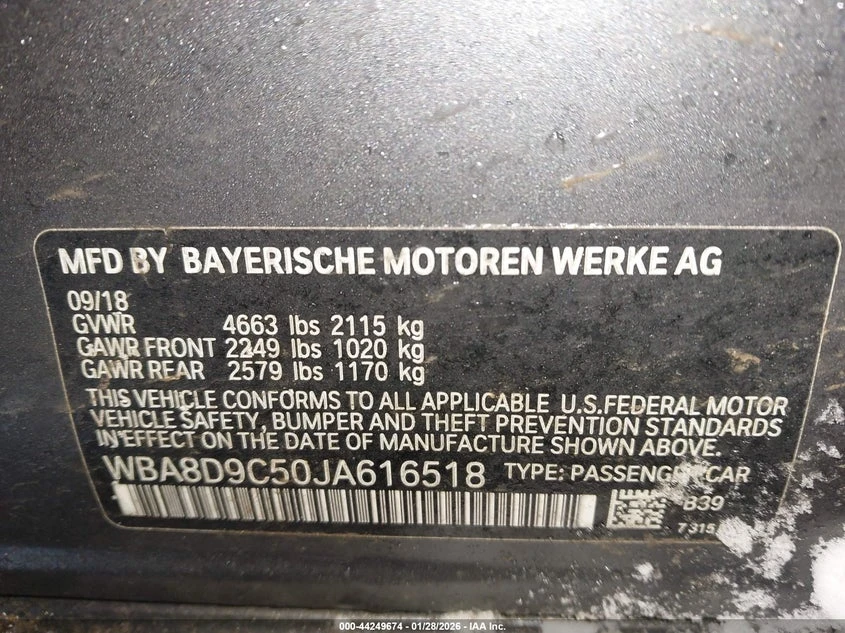 MFD BY BAYERISCHE MOTOREN WERKE AG
09/18
GVWR 4663 lbs 2115 kg
GAWR FRONT 2249 lbs 1020 kg
GAWR REAR 2579 lbs 1170 kg
THIS VEHICLE CONFORMS TO ALL APPLICABLE U.S.FEDERAL MOTOR
VEHICLE SAFETY, BUMPER AND THEFT PREVENTION STANDARDS
IN EFFECT ON THE DATE OF MANUFACTURE SHOWN ABOVE.
WBA8D9C50JA616518 TYPE: PASSENGER CAR
B39
7315
000-44249674 - 01/28/2026 - IAA Inc.